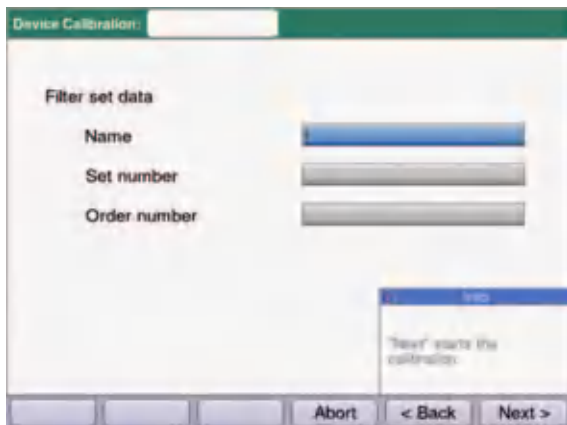 Device Calibration:
Filter set data
Name
Set number
Order number
Info
"Next" starts the
calibration.
Abort
< Back
Next >